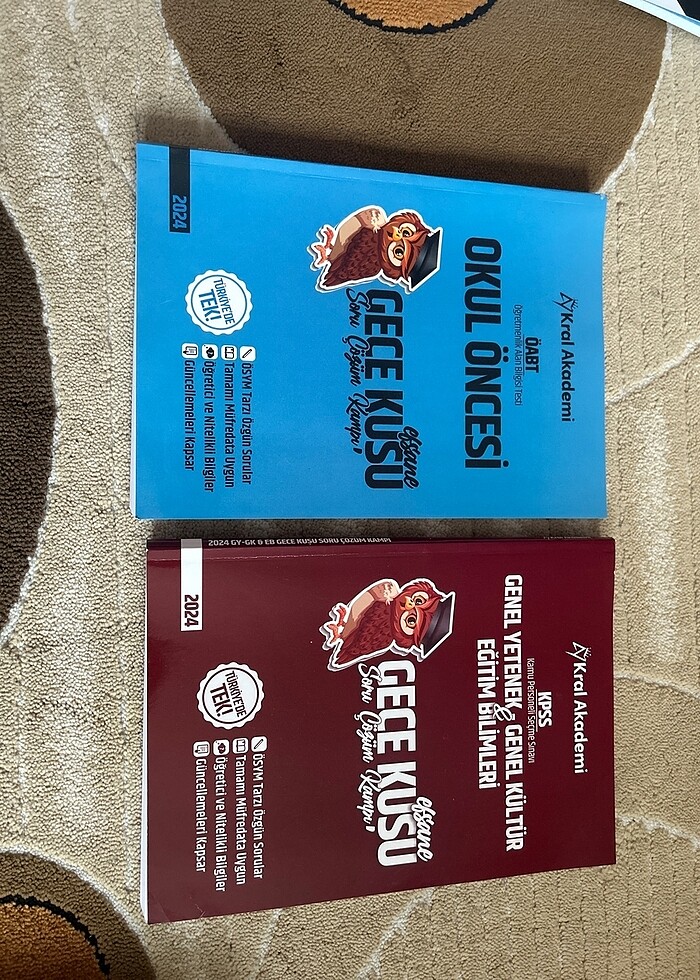 Kral Akademi
ÖABT
Öğretmenlik Alan Bilgisi Testi
OKUL ÖNCESİ
efsane
GECE KUŞU
Soru Çözüm Kampı!
TÜRKİYE'DE
TEK!
ÖSYM Tarzı Özgün Sorular
Tamamı Müfredata Uygun
Öğretici ve Nitelikli Bilgiler
Güncellemeleri Kapsar
2024
Kral Akademi
KPSS
Kamu Personeli Seçme Sınavı
GENEL YETENEK & GENEL KÜLTÜR
EĞİTİM BİLİMLERİ
efsane
GECE KUŞU
Soru Çözüm Kampı!
TÜRKİYE'DE
TEK!
ÖSYM Tarzı Özgün Sorular
Tamamı Müfredata Uygun
Öğretici ve Nitelikli Bilgiler
Güncellemeleri Kapsar
2024
2024 GY-GK & EB GECE KUŞU SORU ÇÖZÜM KAMPI